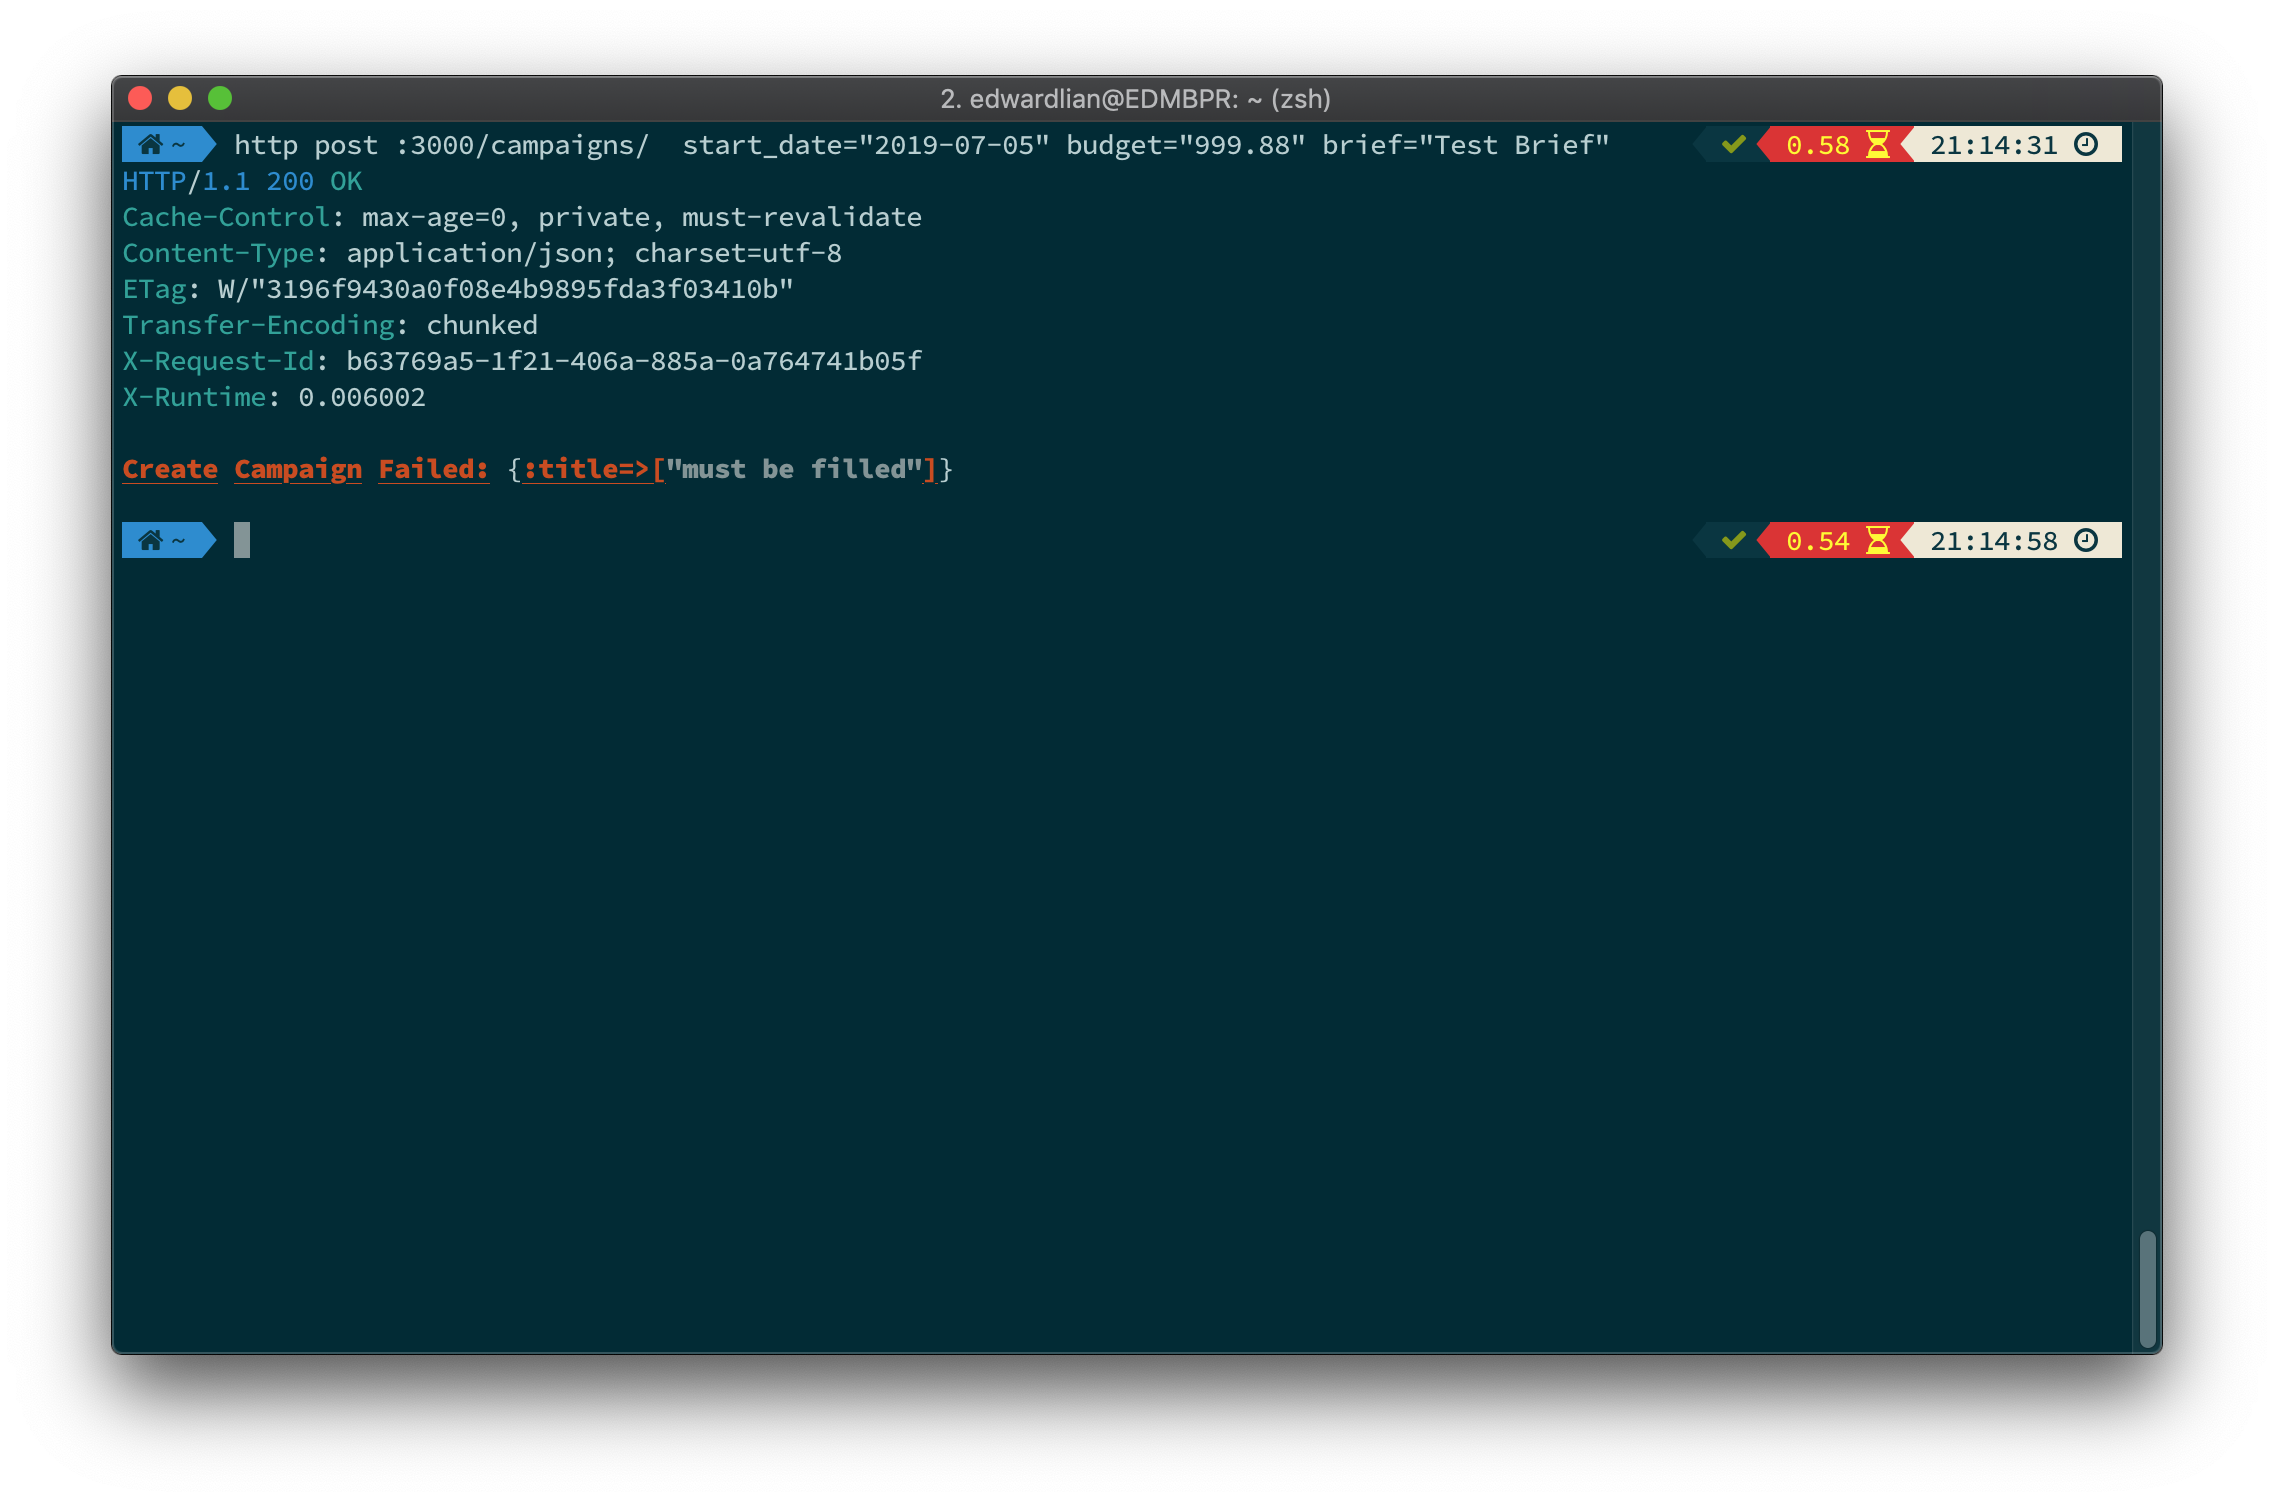 2. edwardlian@EDMBPR: ~ (zsh)
~ http post :3000/campaigns/  start_date="2019-07-05" budget="999.88" brief="Test Brief" ✔ 0.58 21:14:31
HTTP/1.1 200 OK
Cache-Control: max-age=0, private, must-revalidate
Content-Type: application/json; charset=utf-8
ETag: W/"3196f9430a0f08e4b9895fda3f03410b"
Transfer-Encoding: chunked
X-Request-Id: b63769a5-1f21-406a-885a-0a764741b05f
X-Runtime: 0.006002
Create Campaign Failed: {:title=>["must be filled"]}
~ ✔ 0.54 21:14:58